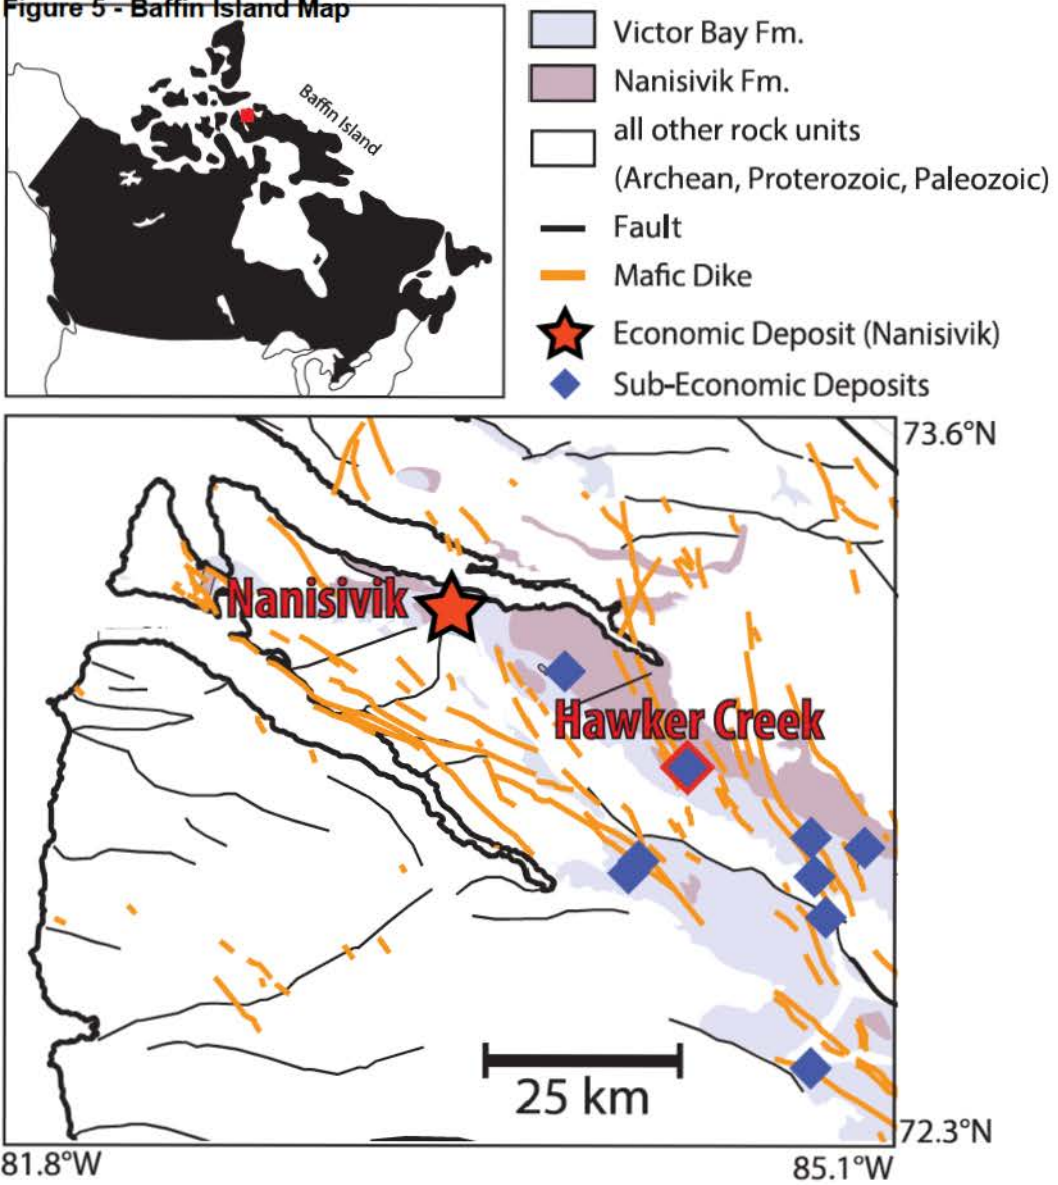 Figure 5 - Baffin Island Map
Baffin Island
Victor Bay Fm.
Nanisivik Fm.
all other rock units
(Archean, Proterozoic, Paleozoic)
Fault
Mafic Dike
Economic Deposit (Nanisivik)
Sub-Economic Deposits
73.6°N
Nanisivik
Hawker Creek
25 km
72.3°N
81.8°W
85.1°W